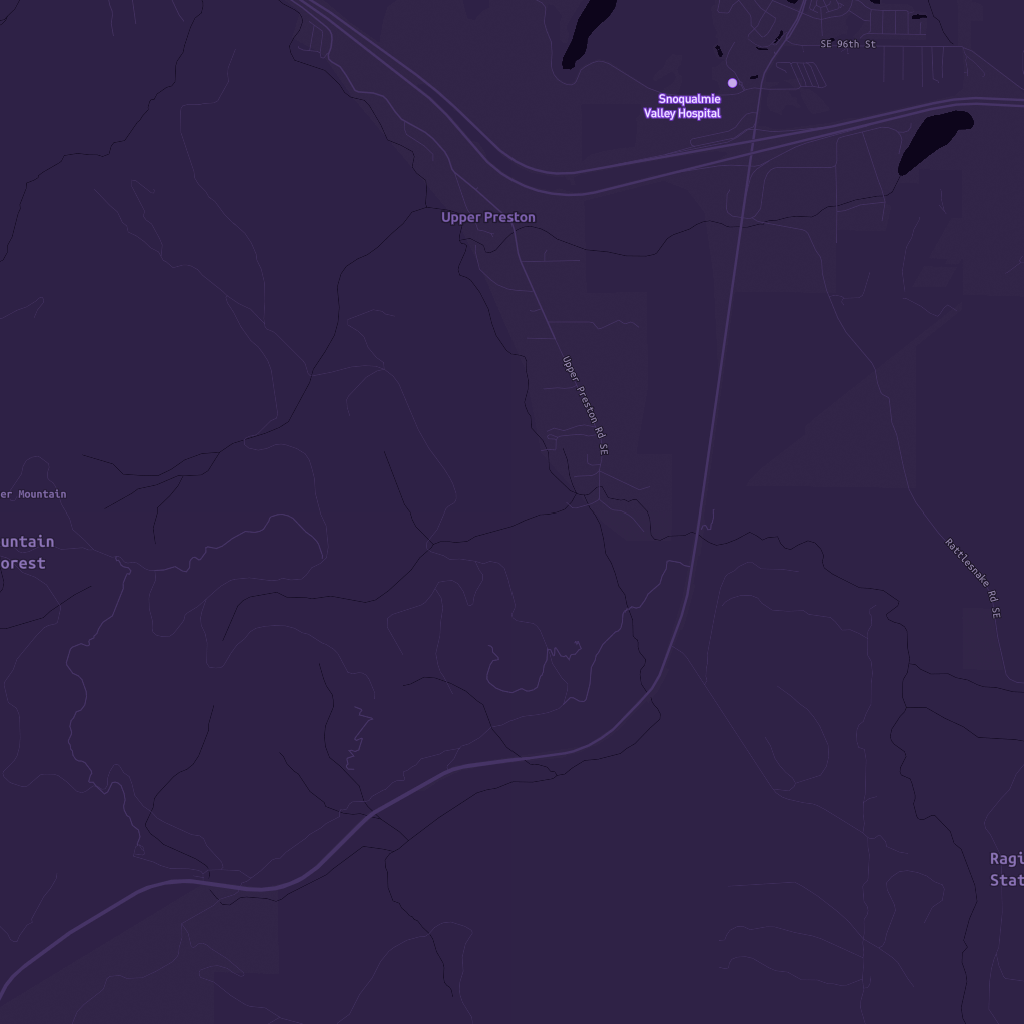 SE 96th St
Snoqualmie
Valley Hospital
Upper Preston
Upper Preston Rd SE
er Mountain
untain
orest
Rattlesnake Rd SE
Ragi
Stat